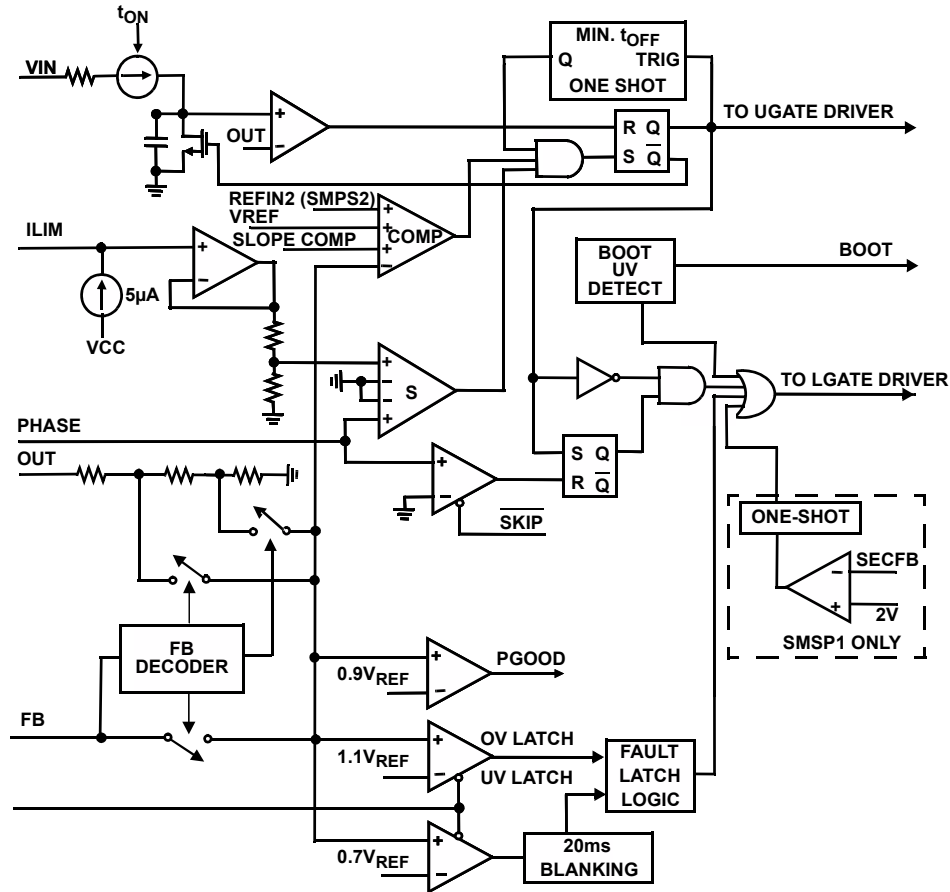 tON
MIN. tOFF
Q TRIG
ONE SHOT
VIN
+
OUT
−
R Q
S Q
TO UGATE DRIVER
REFIN2 (SMPS2)
VREF
SLOPE COMP
+
+
+
−
COMP
ILIM
+
−
5µA
VCC
BOOT
UV
DETECT
BOOT
+
−
−
+
S
TO LGATE DRIVER
PHASE
OUT
+
−
SKIP
S Q
R Q
ONE-SHOT
−
+
SECFB
2V
SMSP1 ONLY
FB
DECODER
FB
0.9VREF
+
−
PGOOD
1.1VREF
+
−
OV LATCH
UV LATCH
FAULT
LATCH
LOGIC
0.7VREF
+
−
20ms
BLANKING